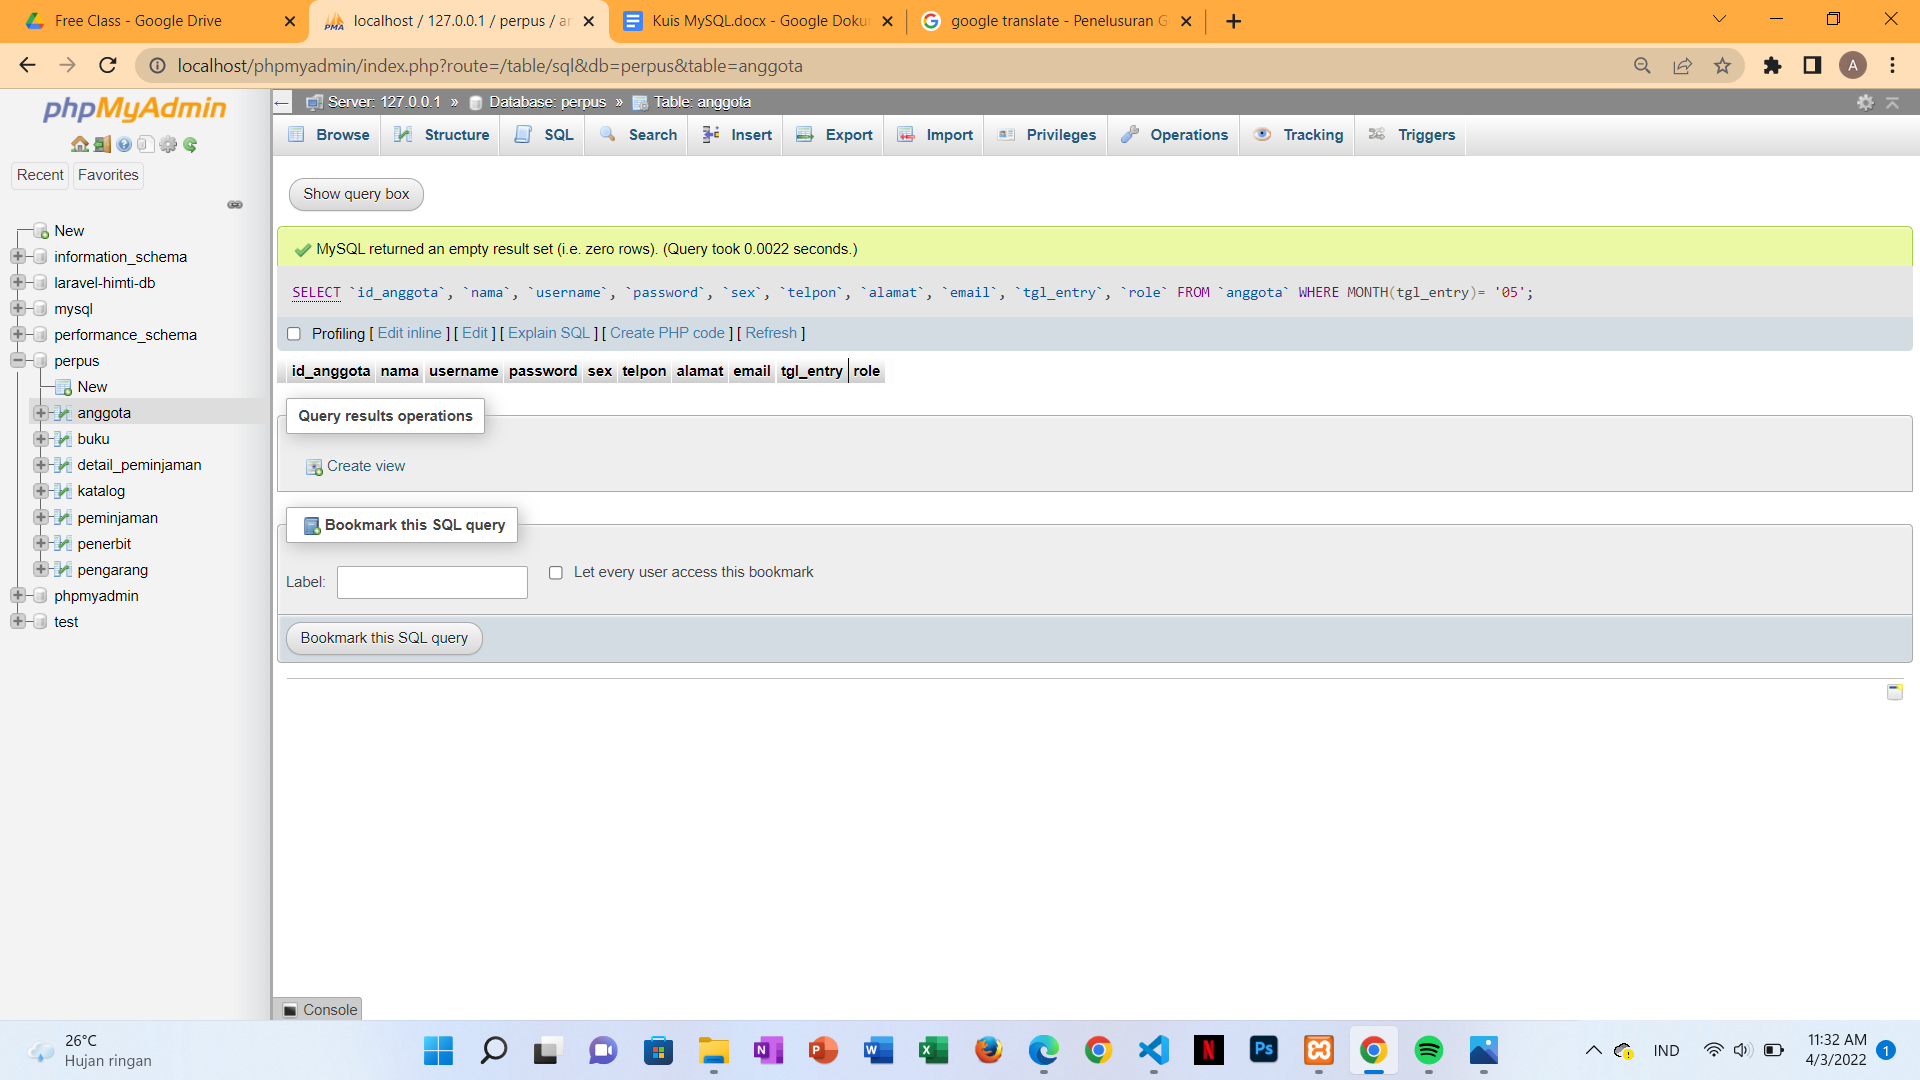 Free Class - Google Drive
localhost / 127.0.0.1 / perpus / an
Kuis MySQL.docx - Google Doku
google translate - Penelusuran G
localhost/phpmyadmin/index.php?route=/table/sql&db=perpus&table=anggota
A
phpMyAdmin
Server: 127.0.0.1 » Database: perpus » Table: anggota
Browse Structure SQL Search Insert Export Import Privileges Operations Tracking Triggers
Recent Favorites
Show query box
New
information_schema
laravel-himti-db
mysql
performance_schema
perpus
New
anggota
buku
detail_peminjaman
katalog
peminjaman
penerbit
pengarang
phpmyadmin
test
MySQL returned an empty result set (i.e. zero rows). (Query took 0.0022 seconds.)
SELECT `id_anggota`, `nama`, `username`, `password`, `sex`, `telpon`, `alamat`, `email`, `tgl_entry`, `role` FROM `anggota` WHERE MONTH(tgl_entry)= '05';
Profiling [ Edit inline ] [ Edit ] [ Explain SQL ] [ Create PHP code ] [ Refresh ]
id_anggota nama username password sex telpon alamat email tgl_entry role
Query results operations
Create view
Bookmark this SQL query
Label:
Let every user access this bookmark
Bookmark this SQL query
Console
26°C
Hujan ringan
IND
11:32 AM
4/3/2022
1